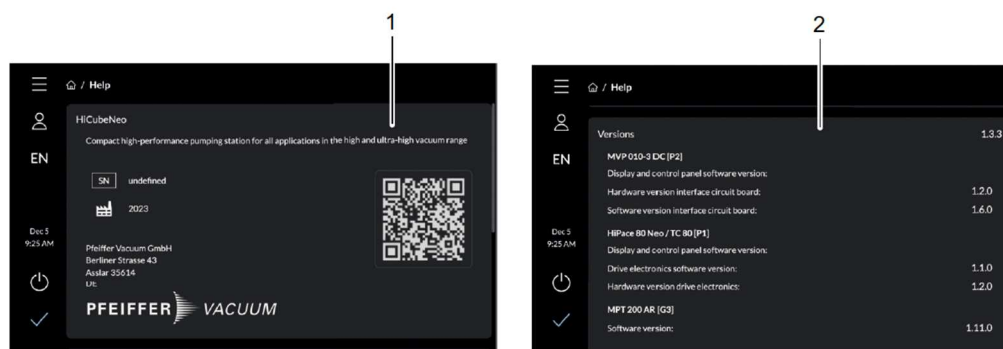 1
/ Help
HiCubeNeo
Compact high-performance pumping station for all applications in the high and ultra-high vacuum range
EN
SN undefined
2023
Dec 5
9:25 AM
Pfeiffer Vacuum GmbH
Berliner Strasse 43
Asslar 35614
DE
PFEIFFER VACUUM
2
/ Help
Versions 1.3.3
MVP 010-3 DC [P2]
EN
Display and control panel software version:
Hardware version interface circuit board: 1.2.0
Software version interface circuit board: 1.6.0
Dec 5
9:25 AM
HiPace 80 Neo / TC 80 [P1]
Display and control panel software version:
Drive electronics software version: 1.1.0
Hardware version drive electronics: 1.2.0
MPT 200 AR [G3]
Software version: 1.11.0